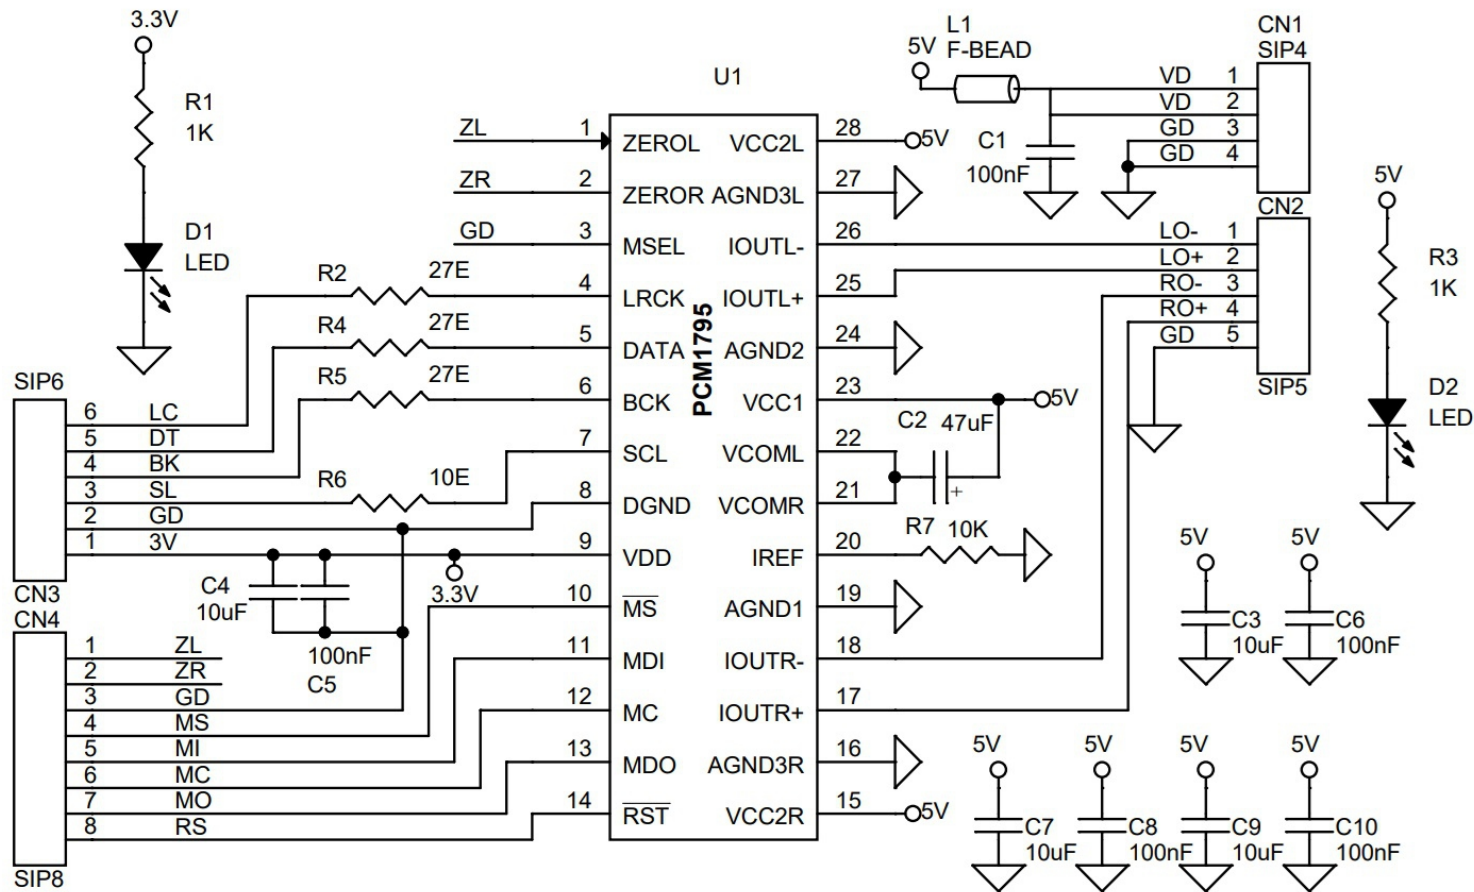 3.3V
R1
1K
D1
LED
U1
PCM1795
ZL 1 ZEROL
ZR 2 ZEROR
GD 3 MSEL
R2 27E 4 LRCK
R4 27E 5 DATA
R5 27E 6 BCK
7 SCL
R6 10E
8 DGND
9 VDD
3.3V
10 MS
11 MDI
12 MC
13 MDO
14 RST
VCC2L 28 5V
AGND3L 27
IOUTL- 26
IOUTL+ 25
AGND2 24
VCC1 23 5V
C2 47uF
+
VCOML 22
VCOMR 21
R7 10K
IREF 20
AGND1 19
IOUTR- 18
IOUTR+ 17
AGND3R 16
VCC2R 15 5V
SIP6
6 LC
5 DT
4 BK
3 SL
2 GD
1 3V
CN3
C4
10uF
100nF
C5
CN4
1 ZL
2 ZR
3 GD
4 MS
5 MI
6 MC
7 MO
8 RS
SIP8
L1
5V F-BEAD
C1
100nF
CN1
SIP4
VD 1
VD 2
GD 3
GD 4
CN2
LO- 1
LO+ 2
RO- 3
RO+ 4
GD 5
SIP5
5V
R3
1K
D2
LED
5V
C3
10uF
5V
C6
100nF
5V
C7
10uF
5V
C8
100nF
5V
C9
10uF
5V
C10
100nF